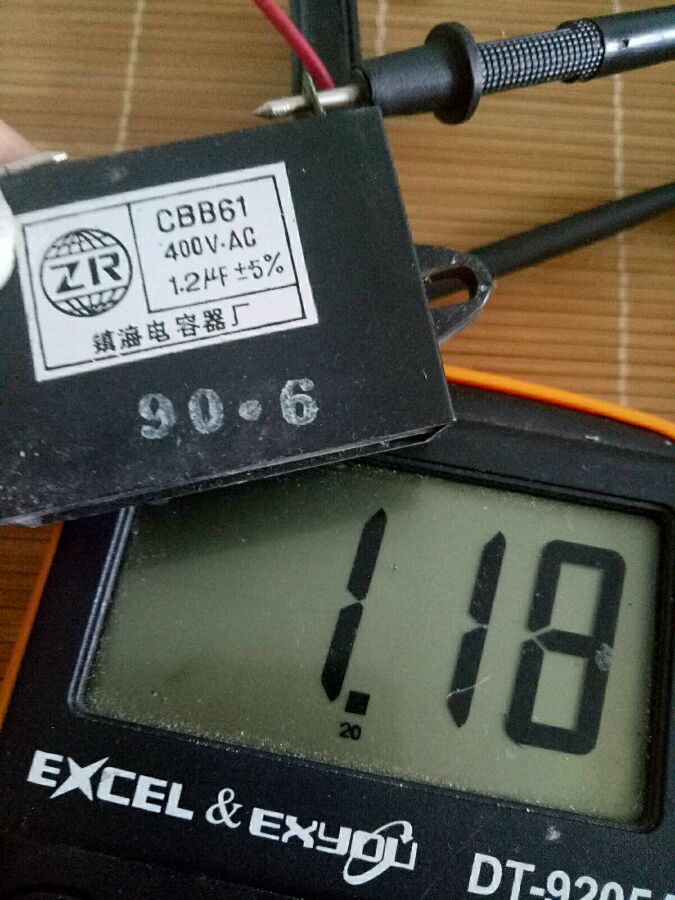 ZR
CBB61
400V·AC
1.2μF±5%
镇海电容器厂
90·6
1.18
20
EXCEL & EXYOU
DT-9205A